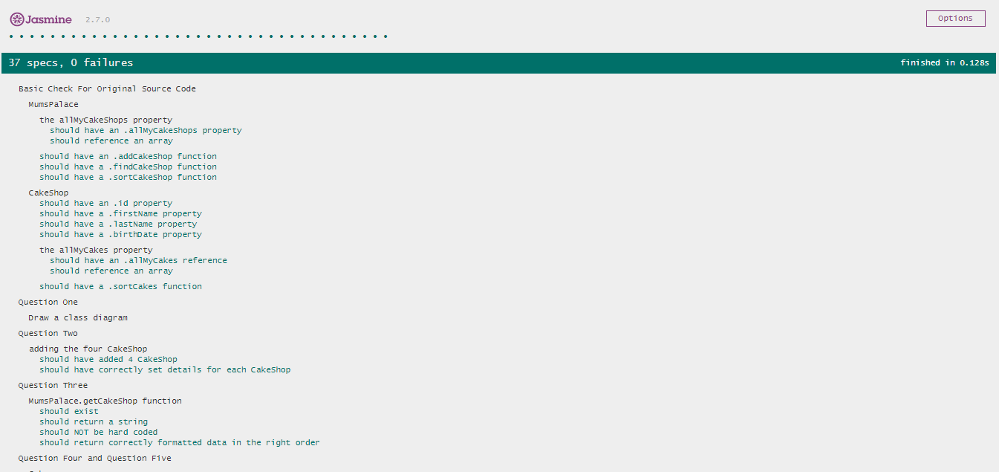 Jasmine 2.7.0 Options
37 specs, 0 failures finished in 0.128s
Basic Check For Original Source Code
MumsPalace
the allMyCakeShops property
should have an .allMyCakeShops property
should reference an array
should have an .addCakeShop function
should have a .findCakeShop function
should have a .sortCakeShop function
CakeShop
should have an .id property
should have a .firstName property
should have a .lastName property
should have a .birthDate property
the allMyCakes property
should have an .allMyCakes reference
should reference an array
should have a .sortCakes function
Question One
Draw a class diagram
Question Two
adding the four CakeShop
should have added 4 CakeShop
should have correctly set details for each CakeShop
Question Three
MumsPalace.getCakeShop function
should exist
should return a string
should NOT be hard coded
should return correctly formatted data in the right order
Question Four and Question Five